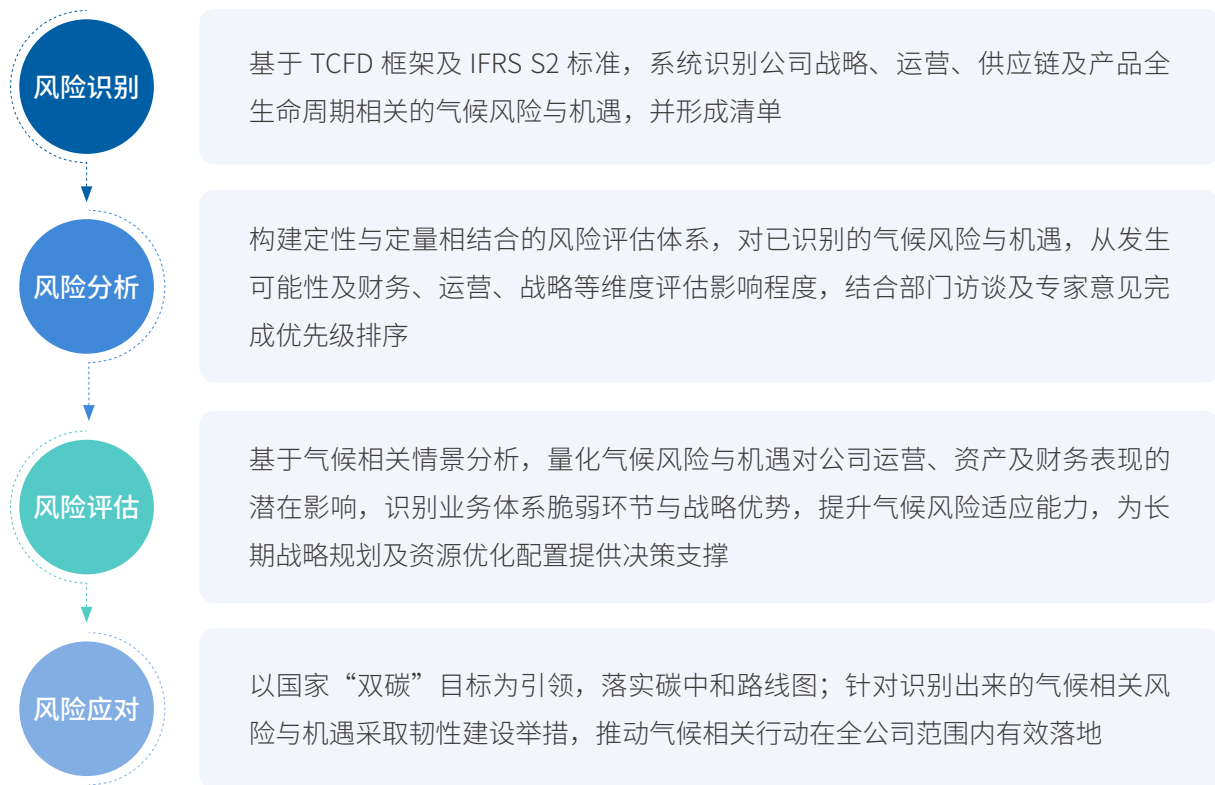 风险识别
基于 TCFD 框架及 IFRS S2 标准，系统识别公司战略、运营、供应链及产品全
生命周期相关的气候风险与机遇，并形成清单
风险分析
构建定性与定量相结合的风险评估体系，对已识别的气候风险与机遇，从发生
可能性及财务、运营、战略等维度评估影响程度，结合部门访谈及专家意见完
成优先级排序
风险评估
基于气候相关情景分析，量化气候风险与机遇对公司运营、资产及财务表现的
潜在影响，识别业务体系脆弱环节与战略优势，提升气候风险适应能力，为长
期战略规划及资源优化配置提供决策支撑
风险应对
以国家“双碳”目标为引领，落实碳中和路线图；针对识别出来的气候相关风
险与机遇采取韧性建设举措，推动气候相关行动在全公司范围内有效落地